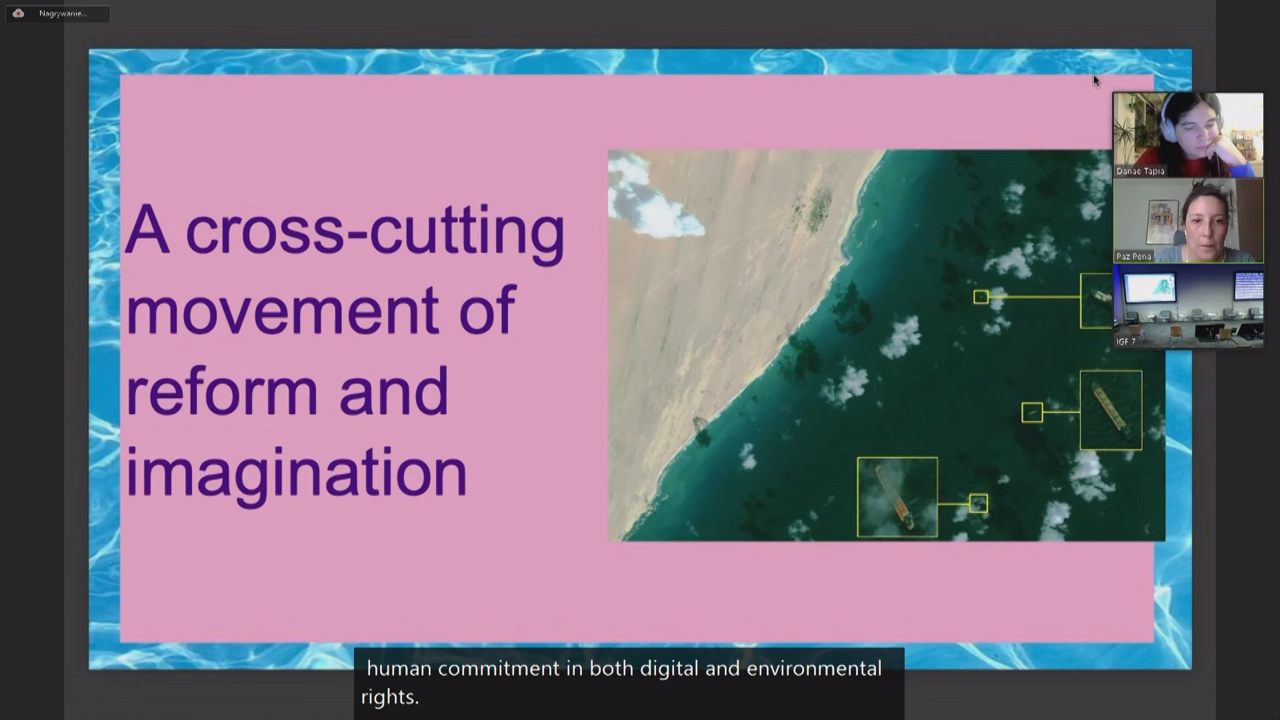 Nagrywanie...
A cross-cutting
movement of
reform and
imagination
Danae Tapia
Paz Pena
IGF 7
human commitment in both digital and environmental
rights.